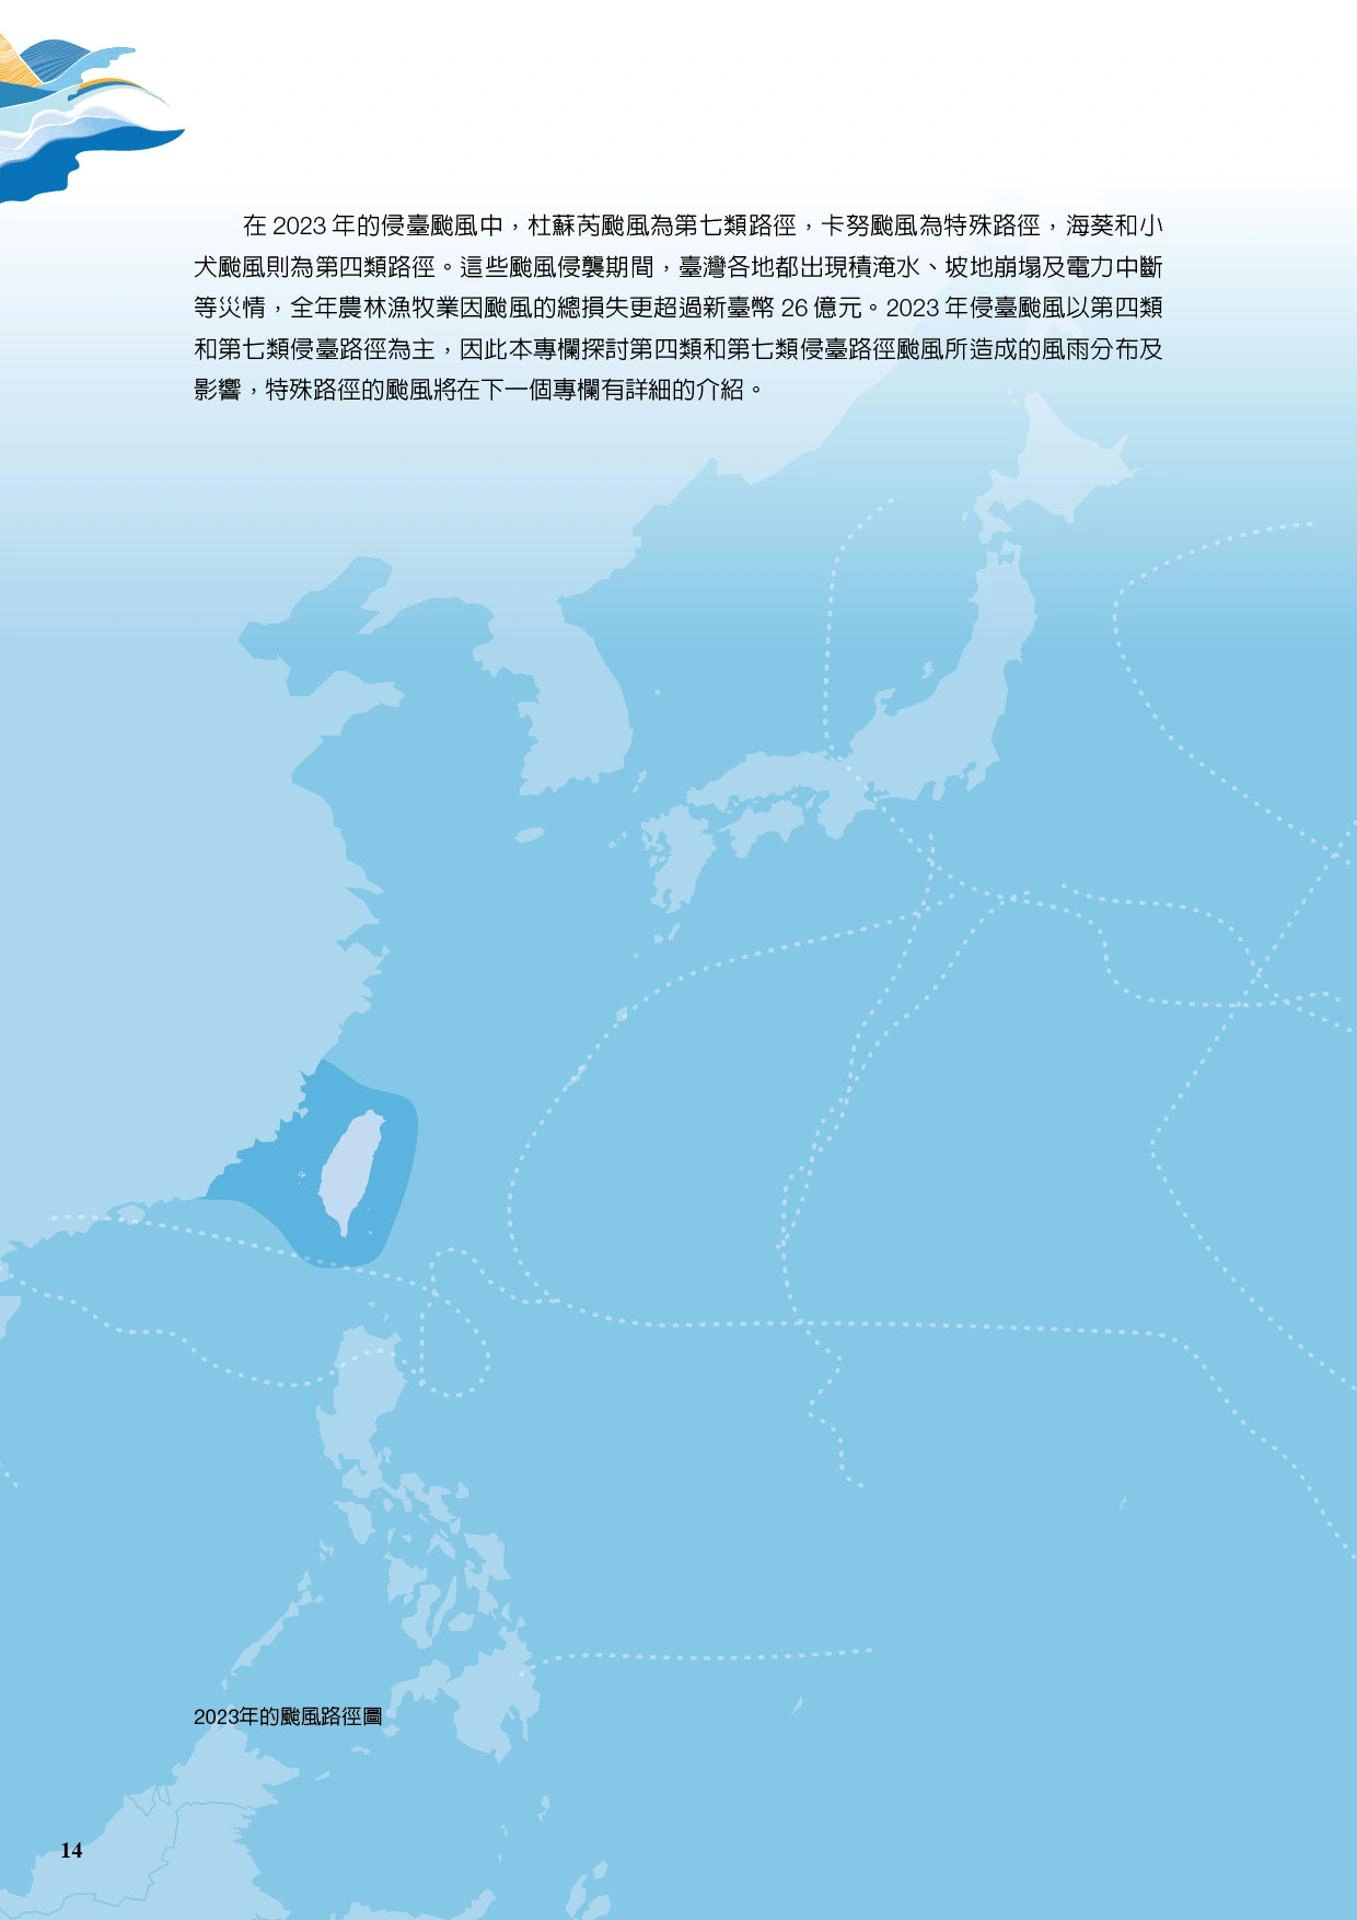 在 2023 年的侵臺颱風中，杜蘇芮颱風為第七類路徑，卡努颱風為特殊路徑，海葵和小
犬颱風則為第四類路徑。這些颱風侵襲期間，臺灣各地都出現積淹水、坡地崩塌及電力中斷
等災情，全年農林漁牧業因颱風的總損失更超過新臺幣 26 億元。2023 年侵臺颱風以第四類
和第七類侵臺路徑為主，因此本專欄探討第四類和第七類侵臺路徑颱風所造成的風雨分布及
影響，特殊路徑的颱風將在下一個專欄有詳細的介紹。
2023年的颱風路徑圖
14